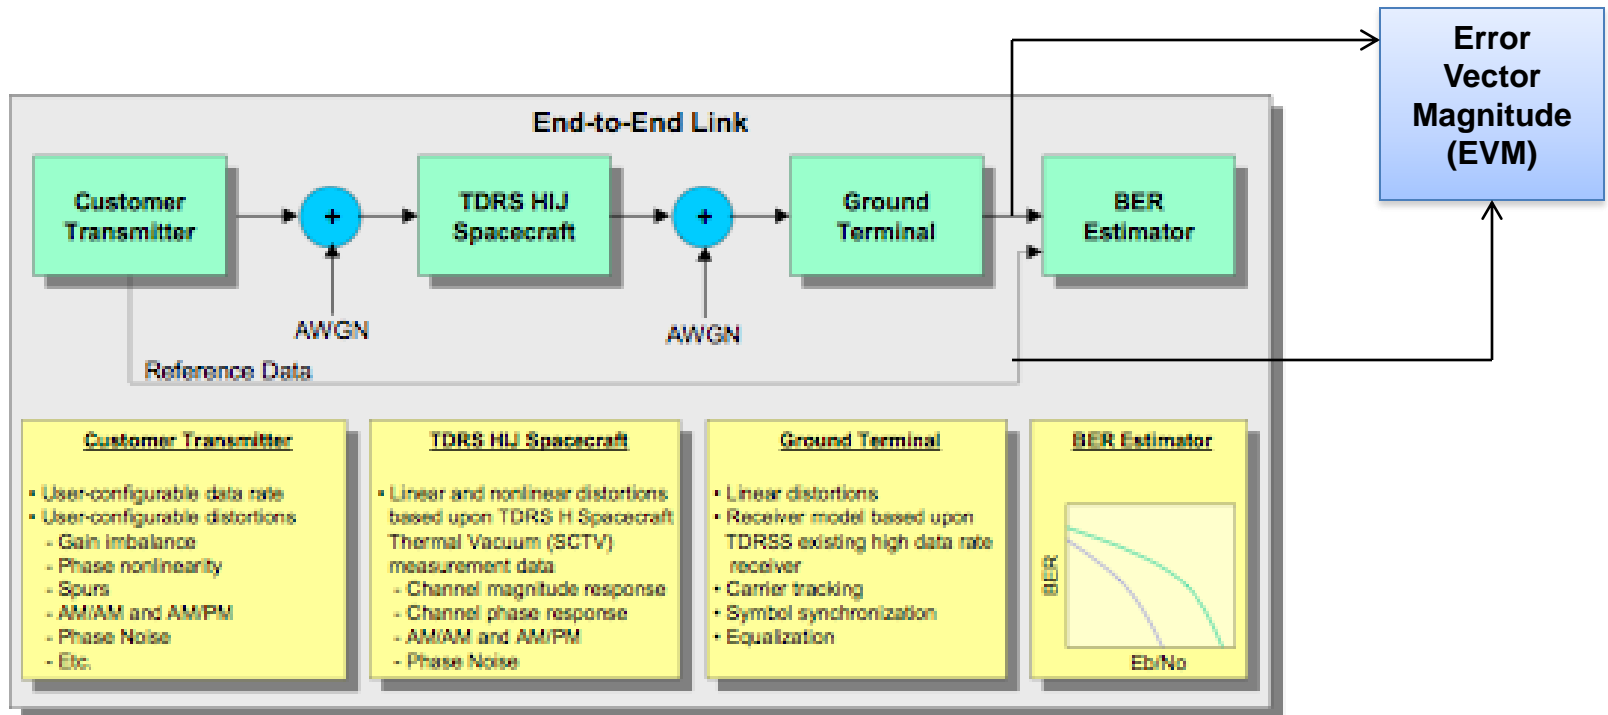 Error
Vector
Magnitude
(EVM)
End-to-End Link
Customer
Transmitter
+
TDRS HIJ
Spacecraft
+
Ground
Terminal
BER
Estimator
AWGN
AWGN
Reference Data
Customer Transmitter
• User-configurable data rate
• User-configurable distortions
- Gain imbalance
- Phase nonlinearity
- Spurs
- AM/AM and AM/PM
- Phase Noise
- Etc.
TDRS HIJ Spacecraft
• Linear and nonlinear distortions
based upon TDRS H Spacecraft
Thermal Vacuum (SCTV)
measurement data
- Channel magnitude response
- Channel phase response
- AM/AM and AM/PM
- Phase Noise
Ground Terminal
• Linear distortions
• Receiver model based upon
TDRSS existing high data rate
receiver
• Carrier tracking
• Symbol synchronization
• Equalization
BER Estimator
BER
Eb/No